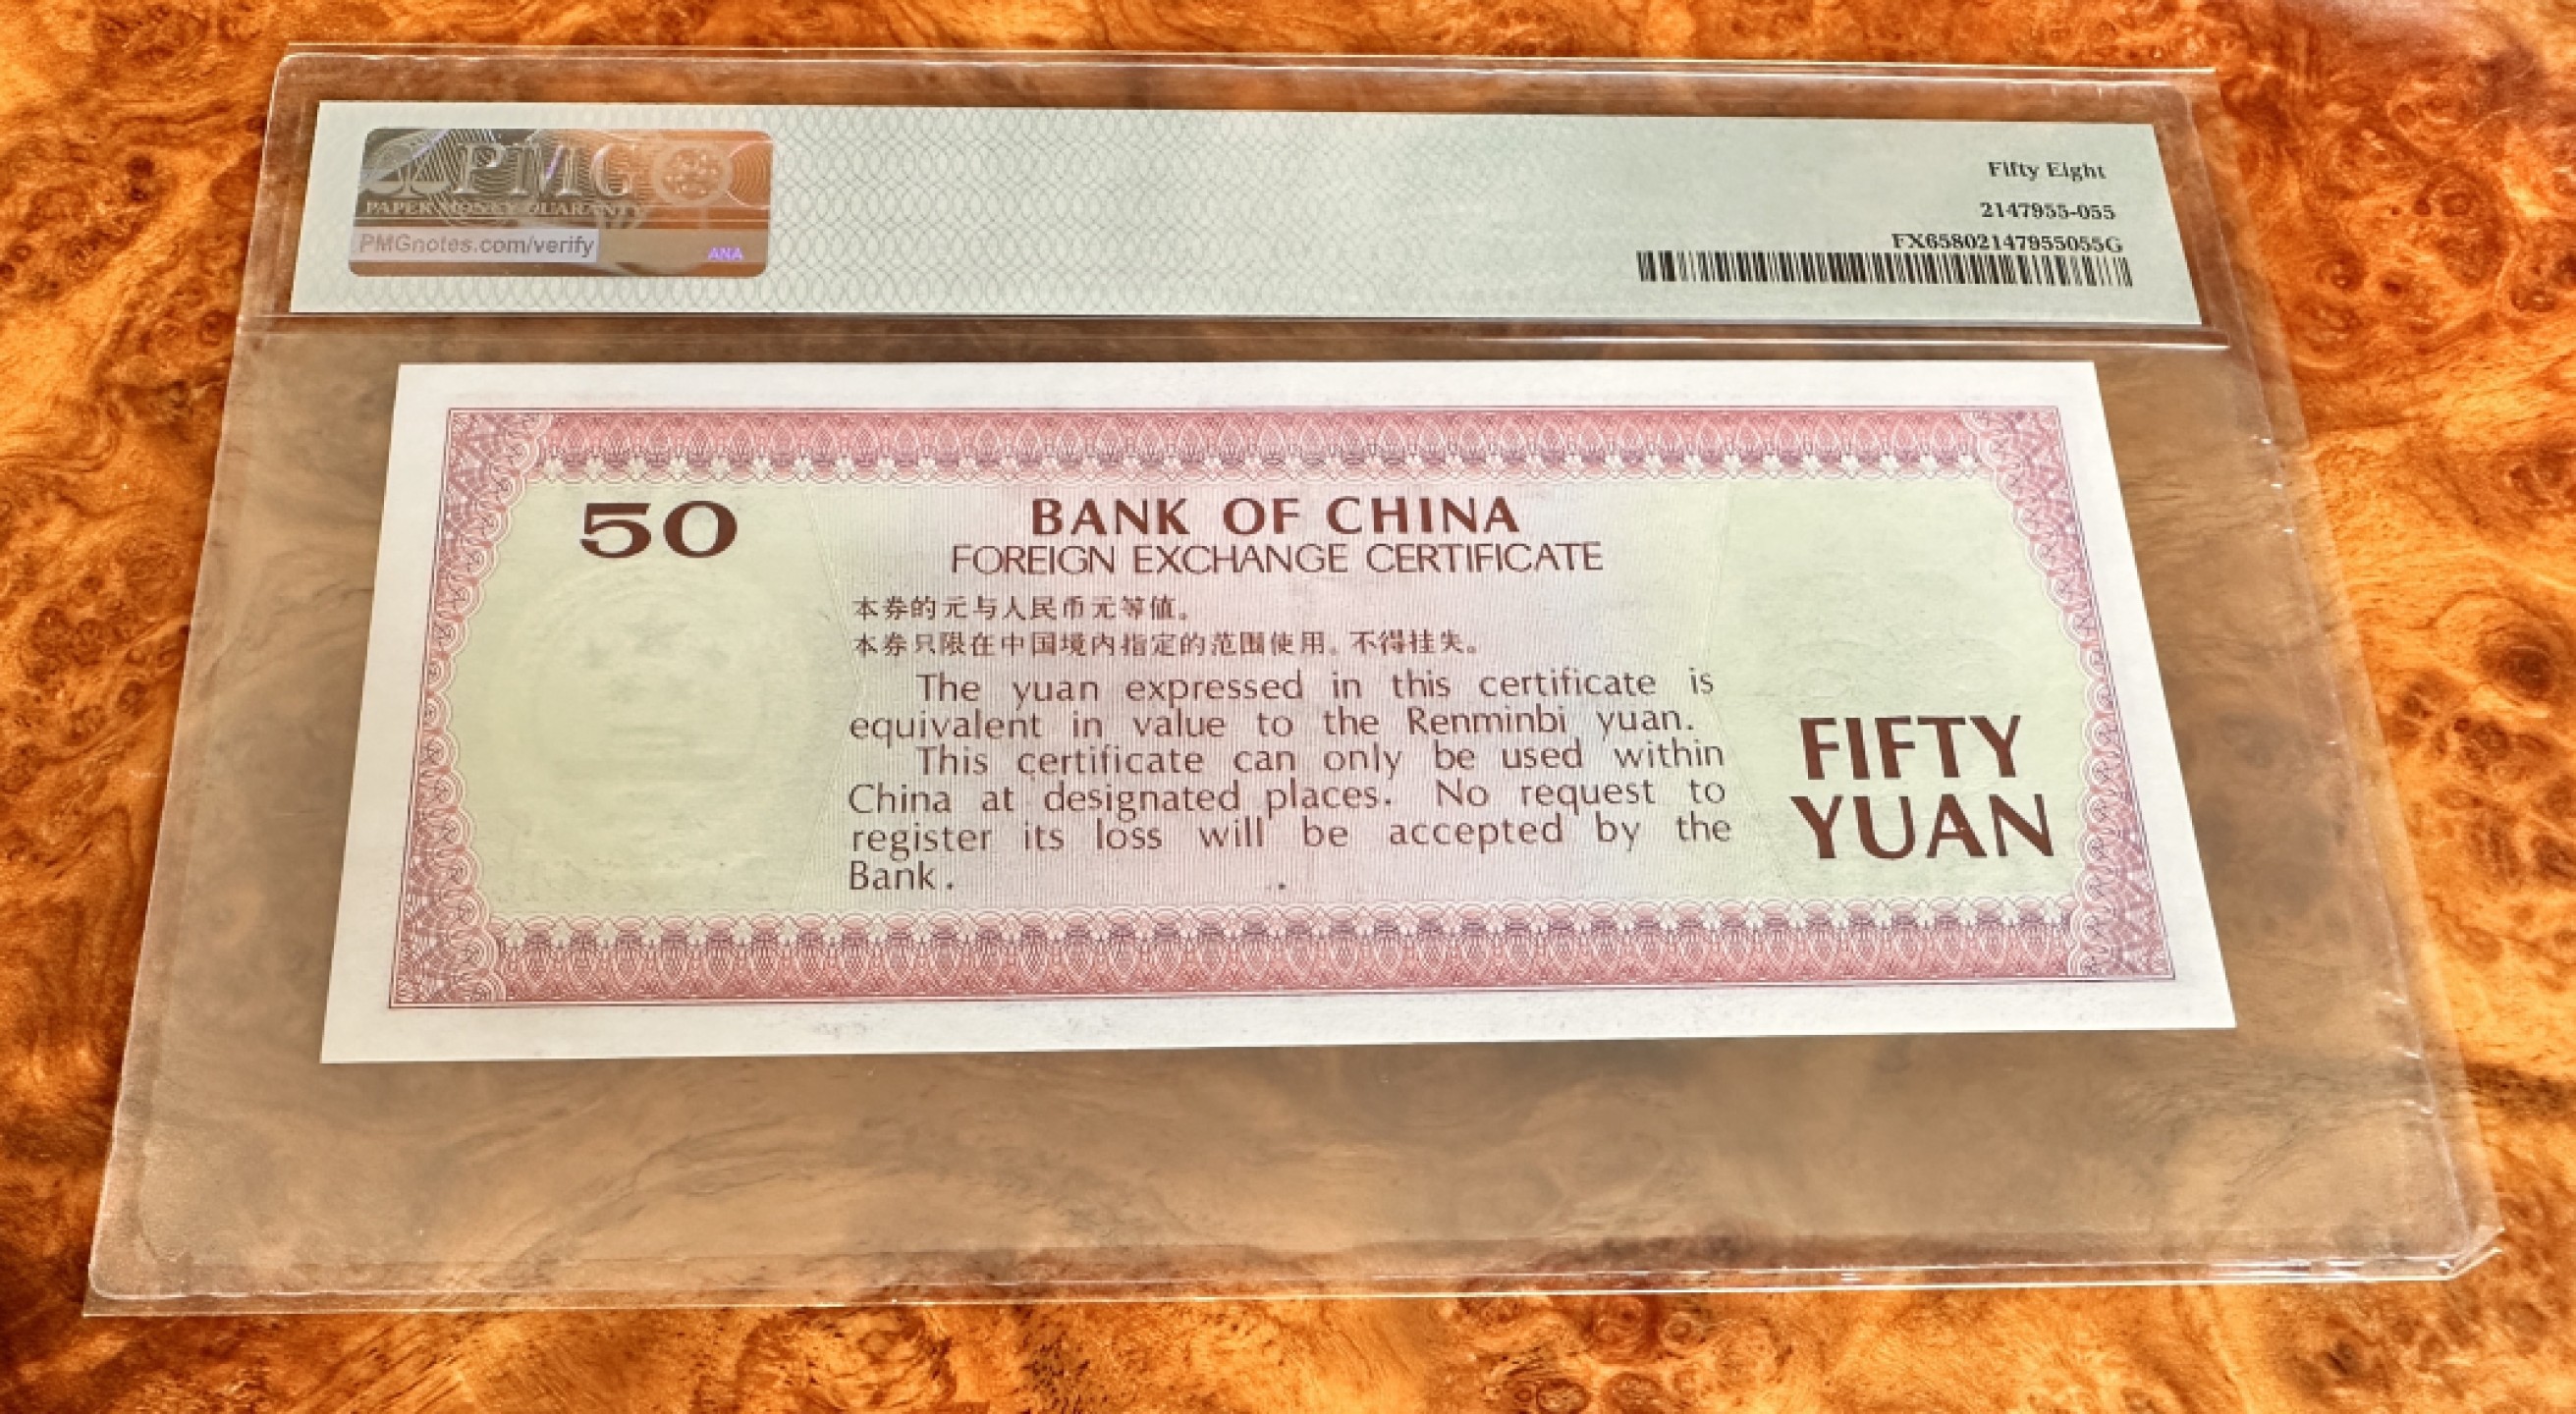 PMG
PAPER MONEY GUARANTY
PMGnotes.com/verify
ANA
Fifty Eight
2147955-055
FX65802147955055G
50
BANK OF CHINA
FOREIGN EXCHANGE CERTIFICATE
本券的元与人民币元等值。
本券只限在中国境内指定的范围使用。不得挂失。
The yuan expressed in this certificate is
equivalent in value to the Renminbi yuan.
This certificate can only be used within
China at designated places. No request to
register its loss will be accepted by the
Bank.
FIFTY
YUAN